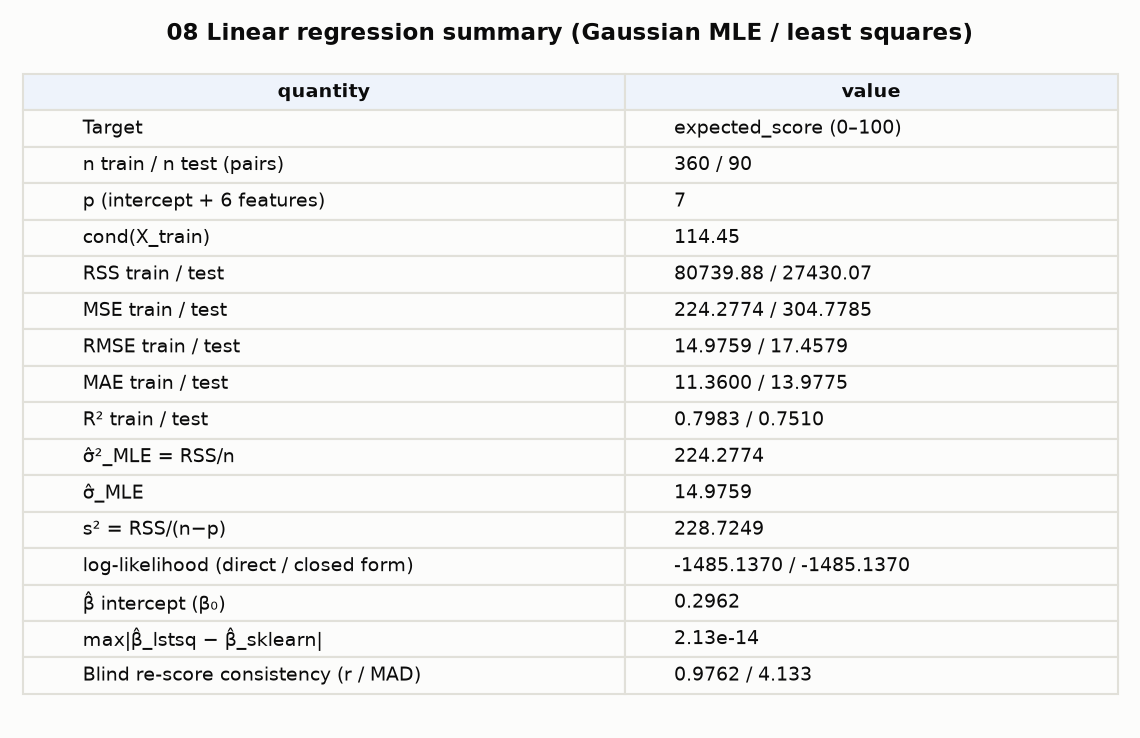 08 Linear regression summary (Gaussian MLE / least squares)
quantity value
Target expected_score (0–100)
n train / n test (pairs) 360 / 90
p (intercept + 6 features) 7
cond(X_train) 114.45
RSS train / test 80739.88 / 27430.07
MSE train / test 224.2774 / 304.7785
RMSE train / test 14.9759 / 17.4579
MAE train / test 11.3600 / 13.9775
R² train / test 0.7983 / 0.7510
σ̂²_MLE = RSS/n 224.2774
σ̂_MLE 14.9759
s² = RSS/(n−p) 228.7249
log-likelihood (direct / closed form) -1485.1370 / -1485.1370
β̂ intercept (β₀) 0.2962
max|β̂_lstsq − β̂_sklearn| 2.13e-14
Blind re-score consistency (r / MAD) 0.9762 / 4.133